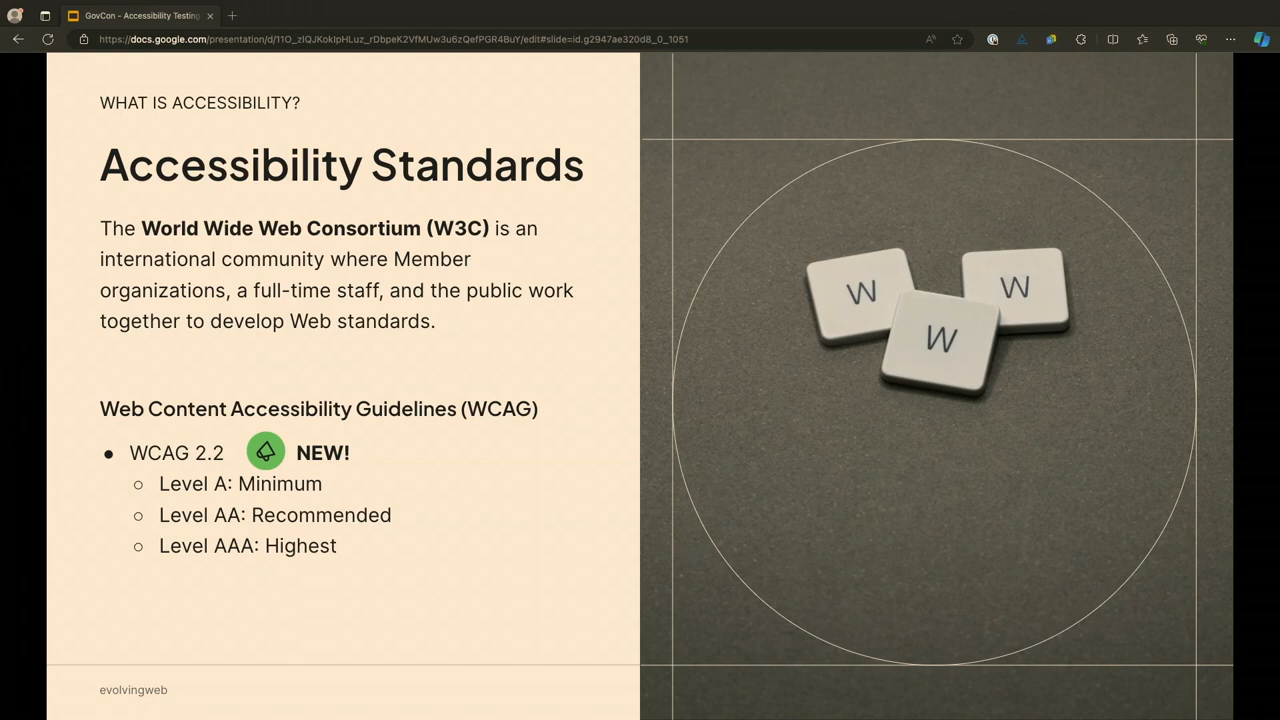 GovCon - Accessibility Testing
https://docs.google.com/presentation/d/11O_zIQJKokIpHLuz_rDbpeK2VfMUw3u6zQefPGR4BuY/edit#slide=id.g2947ae320d8_0_1051
WHAT IS ACCESSIBILITY?
Accessibility Standards
The World Wide Web Consortium (W3C) is an
international community where Member
organizations, a full-time staff, and the public work
together to develop Web standards.
Web Content Accessibility Guidelines (WCAG)
● WCAG 2.2 NEW!
○ Level A: Minimum
○ Level AA: Recommended
○ Level AAA: Highest
evolvingweb
W W W